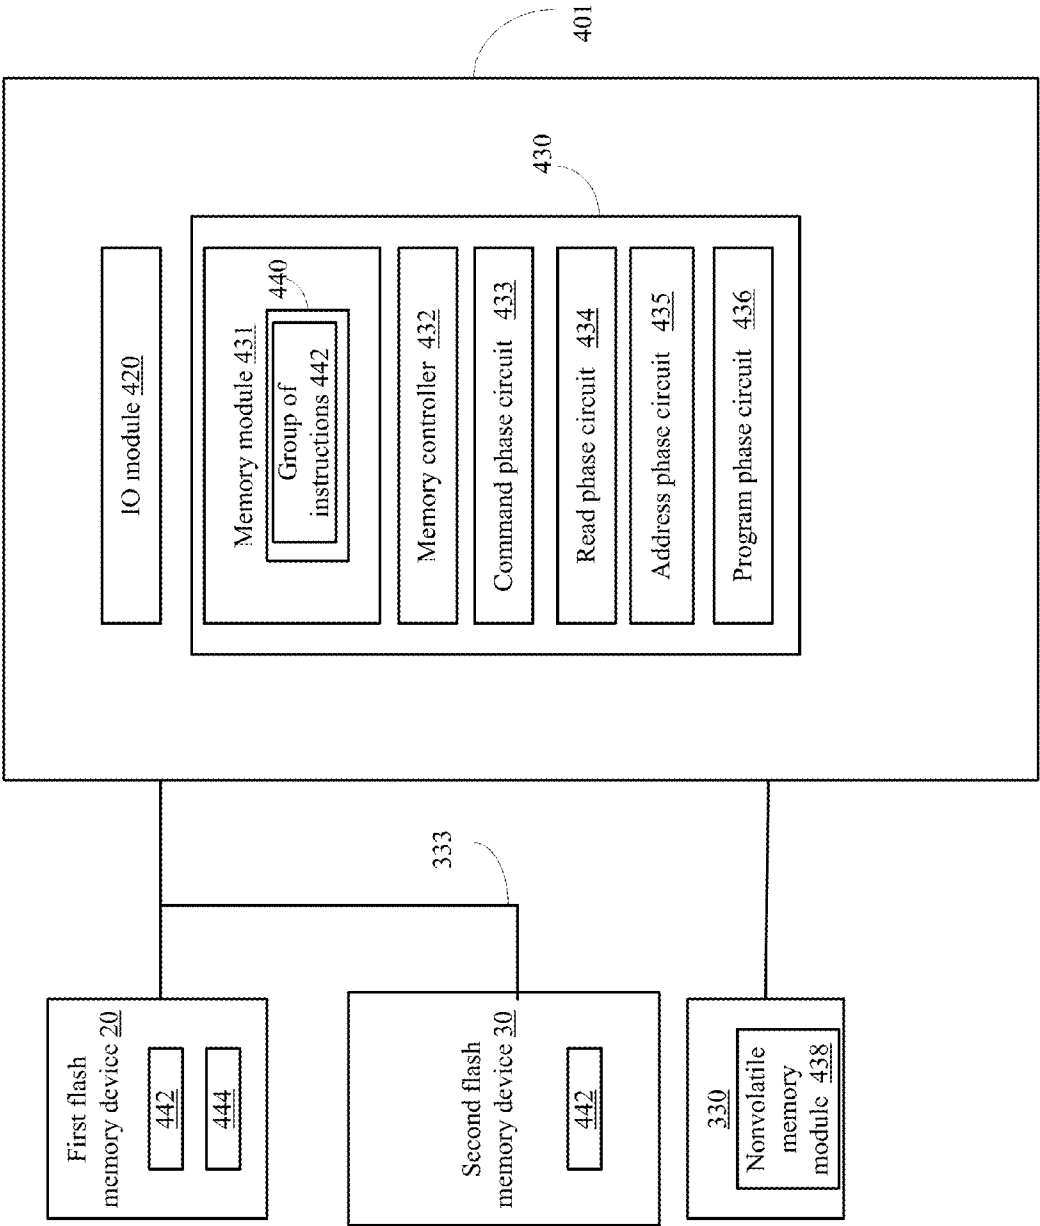 401
430
IO module 420
Memory module 431
440
Group of
instructions 442
Memory controller 432
Command phase circuit 433
Read phase circuit 434
Address phase circuit 435
Program phase circuit 436
333
First flash
memory device 20
442
444
Second flash
memory device 30
442
330
Nonvolatile
memory
module 438